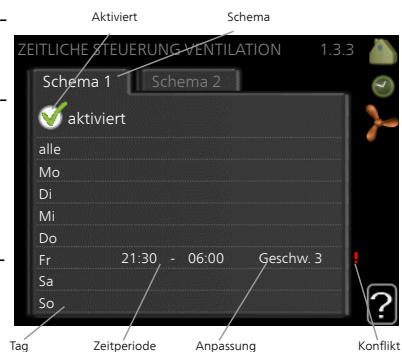 Aktiviert Schema
ZEITLICHE STEUERUNG VENTILATION 1.3.3
Schema 1 Schema 2
aktiviert
alle
Mo
Di
Mi
Do
Fr 21:30 - 06:00 Geschw. 3 !
Sa
So
?
Tag Zeitperiode Anpassung Konflikt